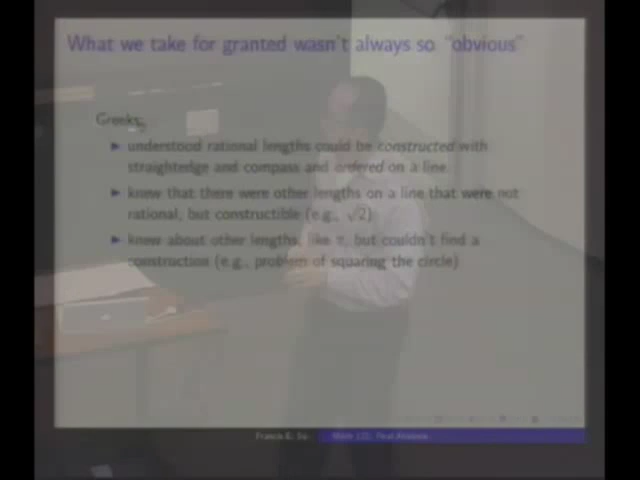 What we take for granted wasn't always so "obvious"
Greeks:
▶ understood rational lengths could be constructed with
straightedge and compass and ordered on a line.
▶ knew that there were other lengths on a line that were not
rational, but constructible (e.g., √2)
▶ knew about other lengths, like π, but couldn't find a
construction (e.g., problem of squaring the circle)
Francis E. Su
Math 131: Real Analysis